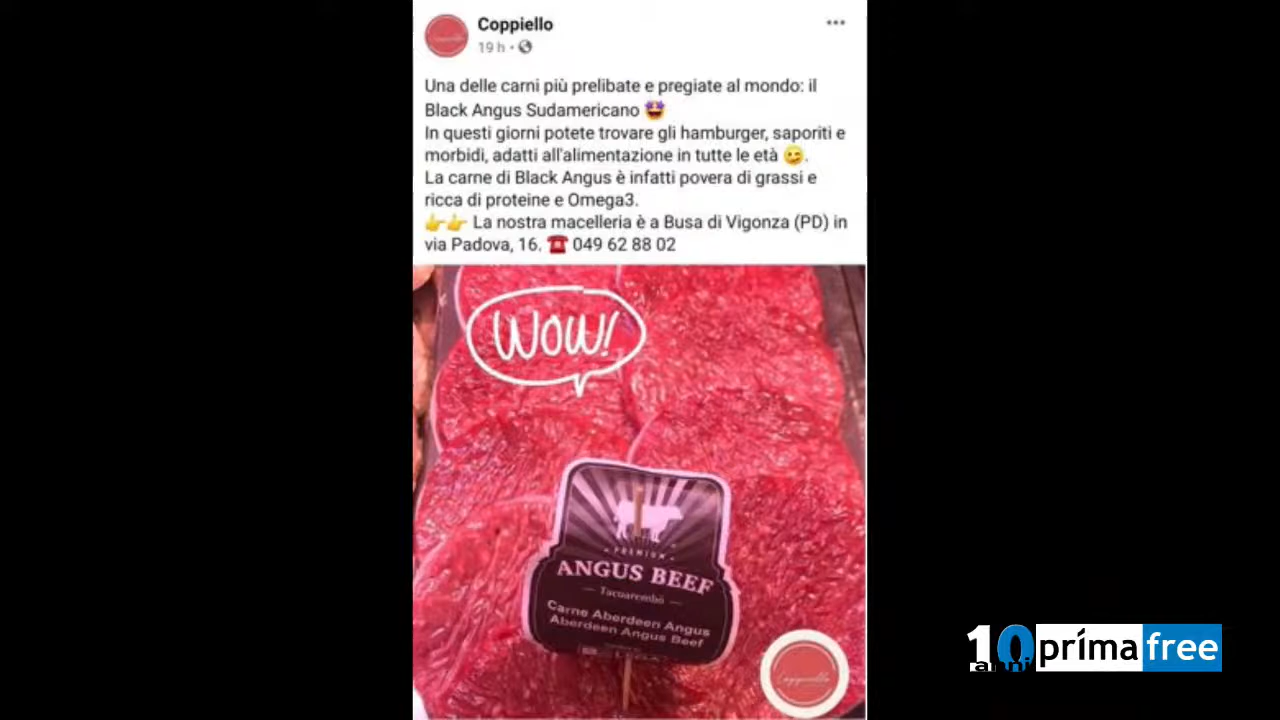 Coppiello
19 h
Una delle carni più prelibate e pregiate al mondo: il
Black Angus Sudamericano 🤩
In questi giorni potete trovare gli hamburger, saporiti e
morbidi, adatti all'alimentazione in tutte le età 😋.
La carne di Black Angus è infatti povera di grassi e
ricca di proteine e Omega3.
👉👉 La nostra macelleria è a Busa di Vigonza (PD) in
via Padova, 16. ☎️ 049 62 88 02
WOW!
PREMIUM
ANGUS BEEF
Tacuarembò
Carne Aberdeen Angus
Aberdeen Angus Beef
Coppiello
10 anni prima free